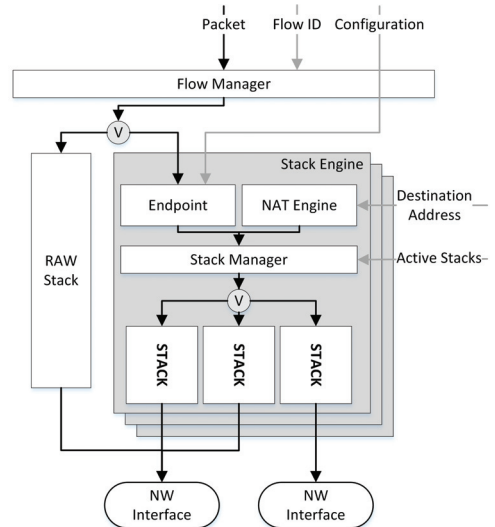 Packet
Flow ID
Configuration
Flow Manager
V
Stack Engine
Endpoint
NAT Engine
Destination
Address
RAW
Stack
Stack Manager
Active Stacks
V
STACK
STACK
STACK
NW
Interface
NW
Interface